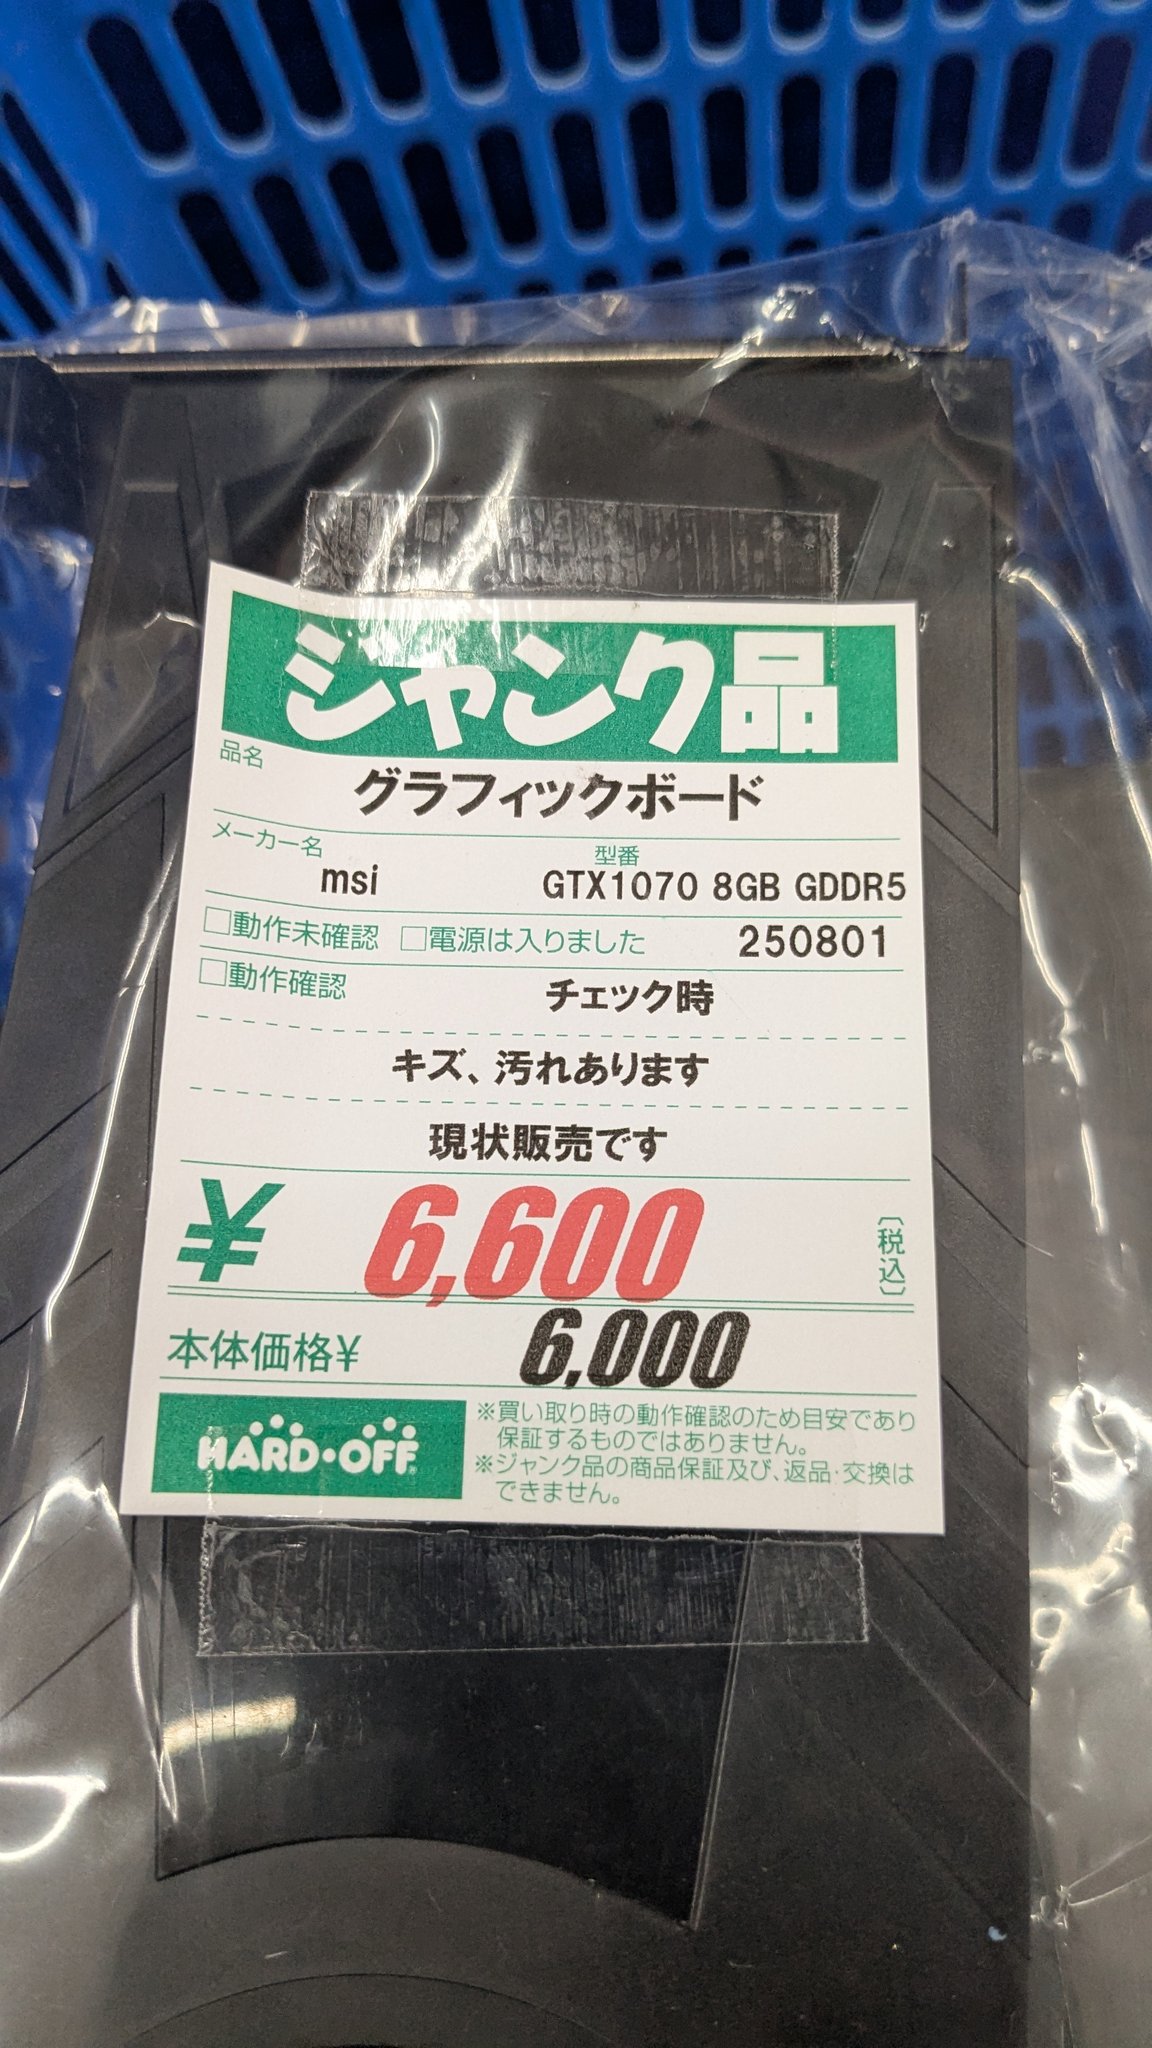 ジャンク品
品名
グラフィックボード
メーカー名 型番
msi GTX1070 8GB GDDR5
□動作未確認 □電源は入りました 250801
□動作確認 チェック時
キズ、汚れあります
現状販売です
¥ 6,600 〔税込〕
本体価格¥ 6,000
HARD・OFF ※買い取り時の動作確認のため目安であり
保証するものではありません。
※ジャンク品の商品保証及び、返品・交換は
できません。